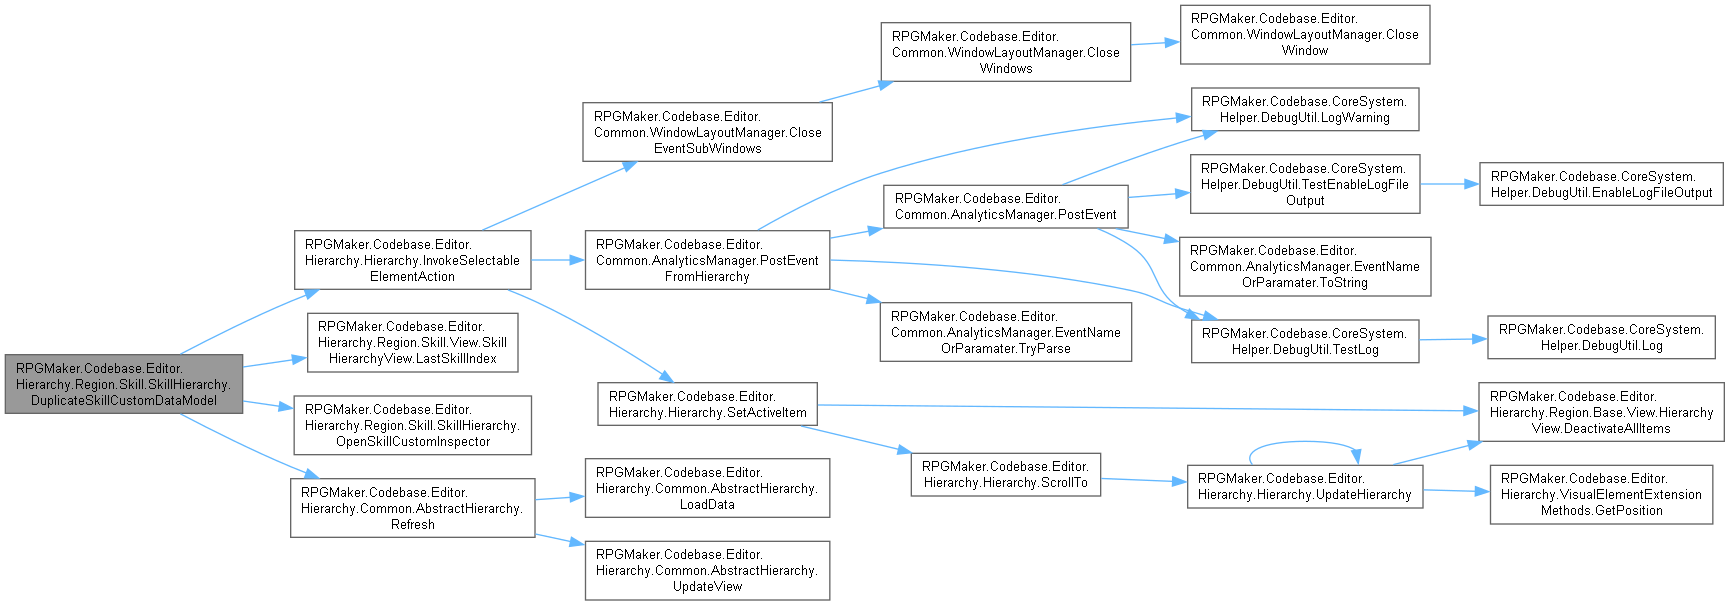 RPGMaker.Codebase.Editor.
Hierarchy.Region.Skill.SkillHierarchy.
DuplicateSkillCustomDataModel
RPGMaker.Codebase.Editor.
Hierarchy.Hierarchy.InvokeSelectable
ElementAction
RPGMaker.Codebase.Editor.
Hierarchy.Region.Skill.View.Skill
HierarchyView.LastSkillIndex
RPGMaker.Codebase.Editor.
Hierarchy.Region.Skill.SkillHierarchy.
OpenSkillCustomInspector
RPGMaker.Codebase.Editor.
Hierarchy.Common.AbstractHierarchy.
Refresh
RPGMaker.Codebase.Editor.
Common.WindowLayoutManager.Close
EventSubWindows
RPGMaker.Codebase.Editor.
Common.AnalyticsManager.PostEvent
FromHierarchy
RPGMaker.Codebase.Editor.
Hierarchy.Hierarchy.SetActiveItem
RPGMaker.Codebase.Editor.
Hierarchy.Common.AbstractHierarchy.
LoadData
RPGMaker.Codebase.Editor.
Hierarchy.Common.AbstractHierarchy.
UpdateView
RPGMaker.Codebase.Editor.
Common.WindowLayoutManager.Close
Windows
RPGMaker.Codebase.Editor.
Common.AnalyticsManager.PostEvent
RPGMaker.Codebase.Editor.
Common.AnalyticsManager.EventName
OrParamater.TryParse
RPGMaker.Codebase.Editor.
Hierarchy.Hierarchy.ScrollTo
RPGMaker.Codebase.Editor.
Common.WindowLayoutManager.Close
Window
RPGMaker.Codebase.CoreSystem.
Helper.DebugUtil.LogWarning
RPGMaker.Codebase.CoreSystem.
Helper.DebugUtil.TestEnableLogFile
Output
RPGMaker.Codebase.Editor.
Common.AnalyticsManager.EventName
OrParamater.ToString
RPGMaker.Codebase.CoreSystem.
Helper.DebugUtil.TestLog
RPGMaker.Codebase.Editor.
Hierarchy.Hierarchy.UpdateHierarchy
RPGMaker.Codebase.CoreSystem.
Helper.DebugUtil.EnableLogFileOutput
RPGMaker.Codebase.CoreSystem.
Helper.DebugUtil.Log
RPGMaker.Codebase.Editor.
Hierarchy.Region.Base.View.Hierarchy
View.DeactivateAllItems
RPGMaker.Codebase.Editor.
Hierarchy.VisualElementExtension
Methods.GetPosition